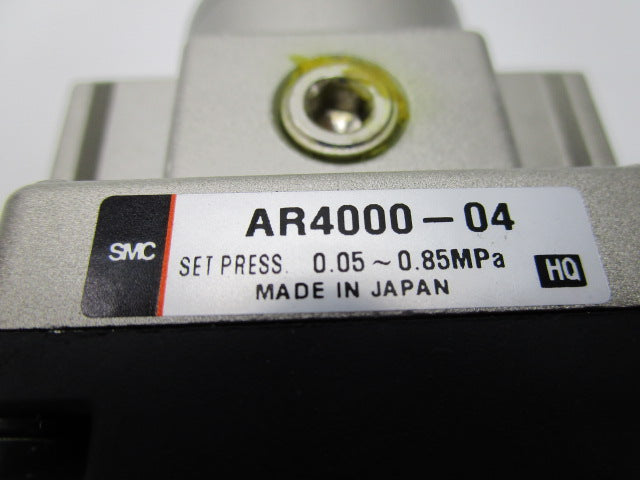 AR4000-04
SMC
SET PRESS. 0.05~0.85MPa
HQ
MADE IN JAPAN